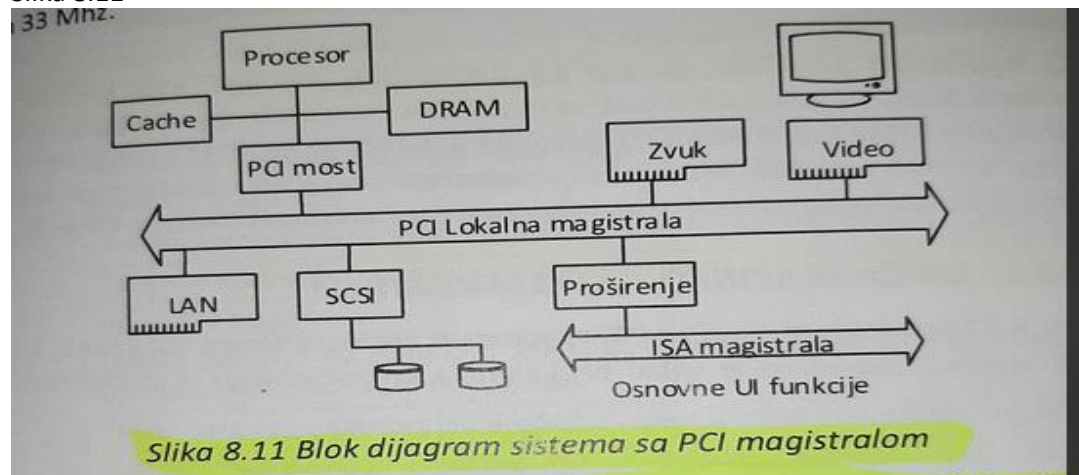 33 Mhz.
Procesor
Cache
DRAM
PCI most
Zvuk
Video
PCI Lokalna magistrala
LAN
SCSI
Proširenje
ISA magistrala
Osnovne UI funkcije
Slika 8.11 Blok dijagram sistema sa PCI magistralom